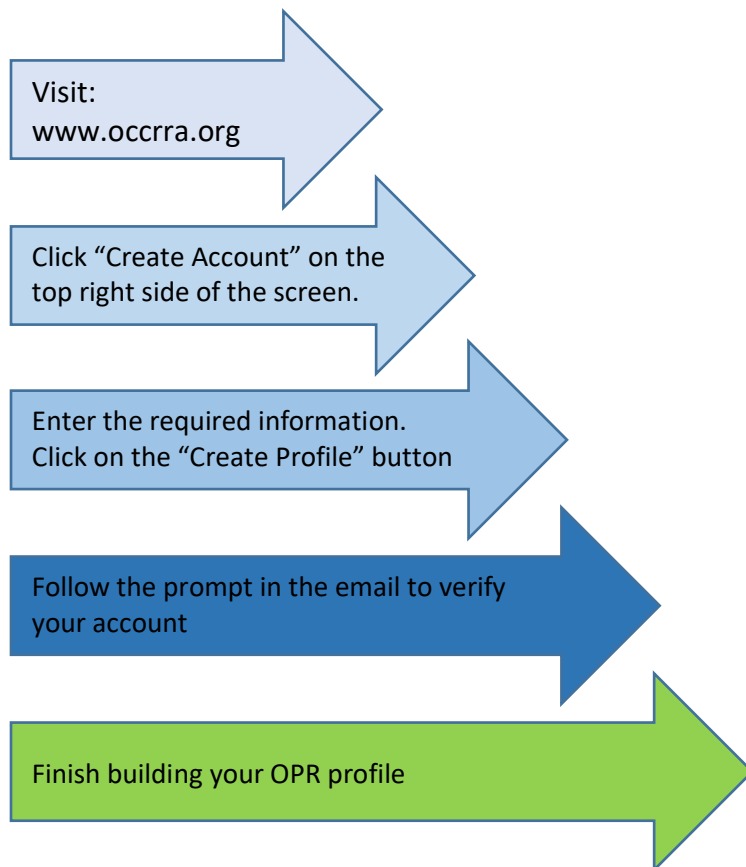 Visit:
www.occrra.org
Click “Create Account” on the
top right side of the screen.
Enter the required information.
Click on the “Create Profile” button
Follow the prompt in the email to verify
your account
Finish building your OPR profile